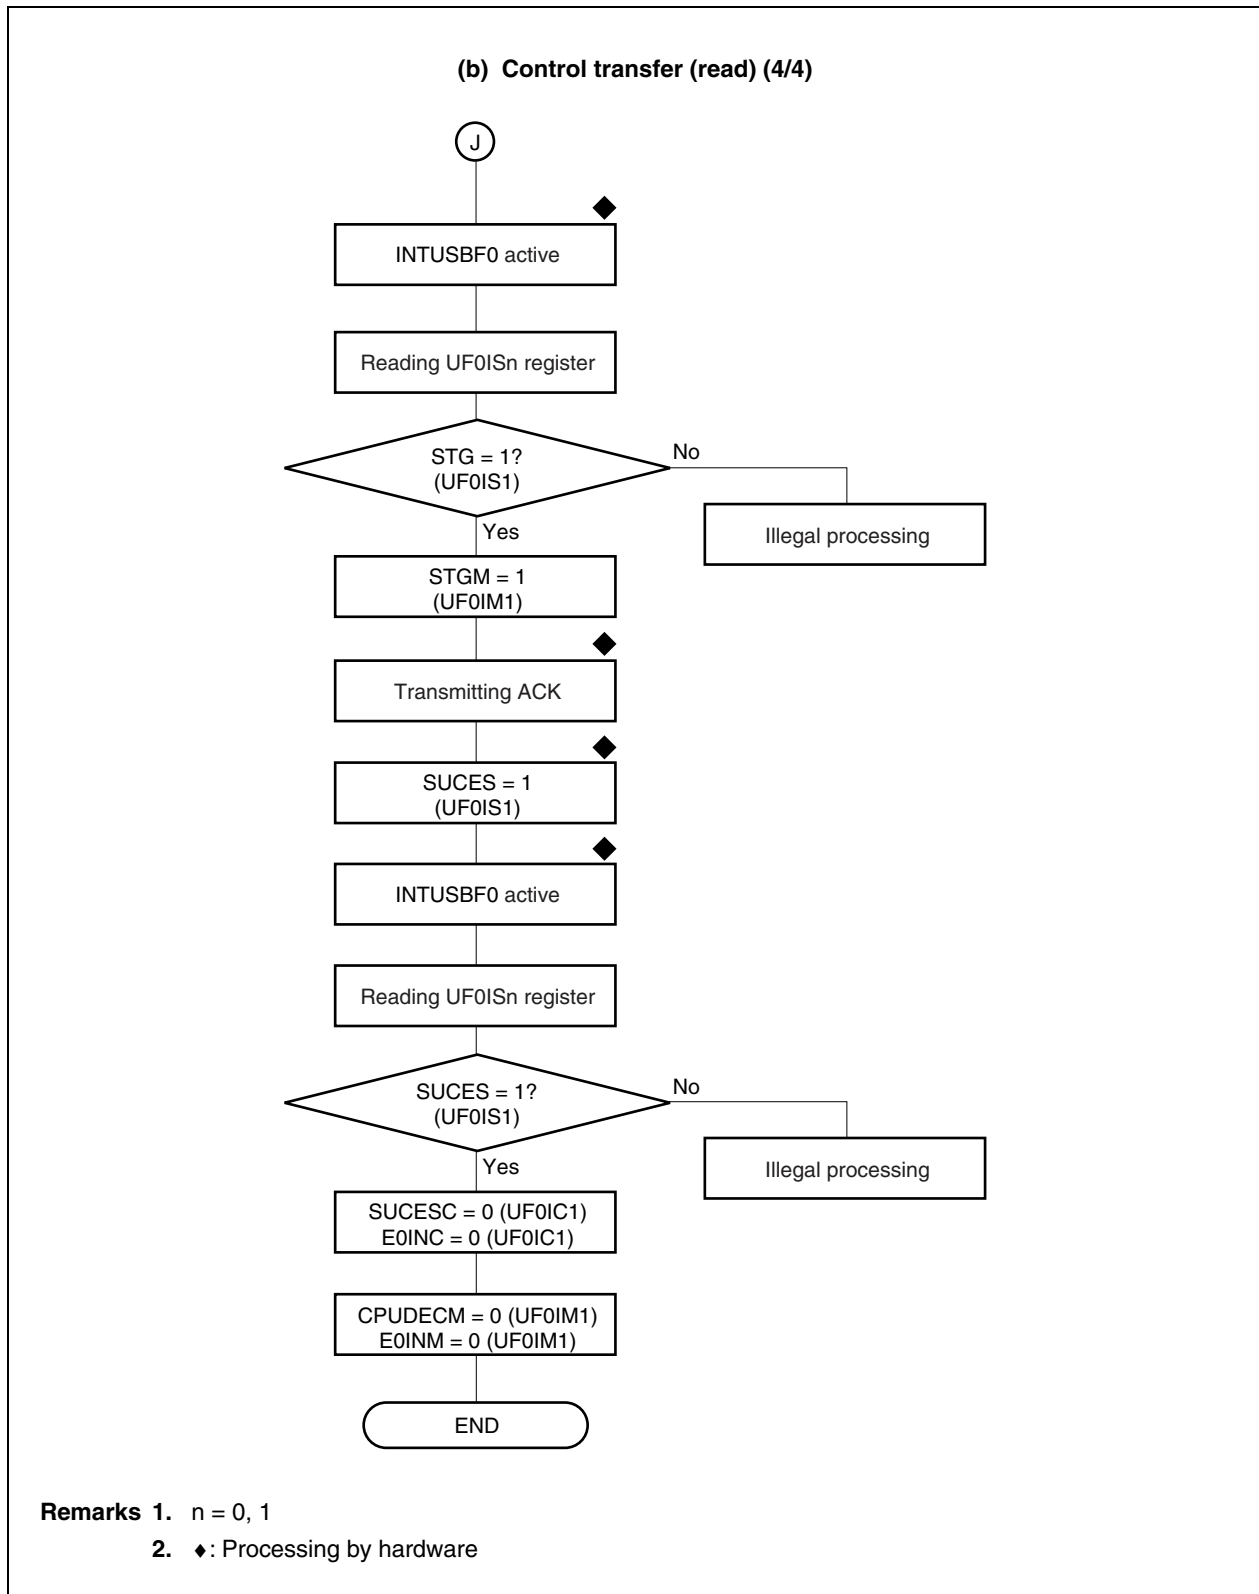 (b) Control transfer (read) (4/4)
J
◆
INTUSBF0 active
Reading UF0ISn register
STG = 1?
(UF0IS1)
No
Illegal processing
Yes
STGM = 1
(UF0IM1)
◆
Transmitting ACK
◆
SUCES = 1
(UF0IS1)
◆
INTUSBF0 active
Reading UF0ISn register
SUCES = 1?
(UF0IS1)
No
Illegal processing
Yes
SUCESC = 0 (UF0IC1)
E0INC = 0 (UF0IC1)
CPUDECM = 0 (UF0IM1)
E0INM = 0 (UF0IM1)
END
Remarks 1. n = 0, 1
2. ◆: Processing by hardware